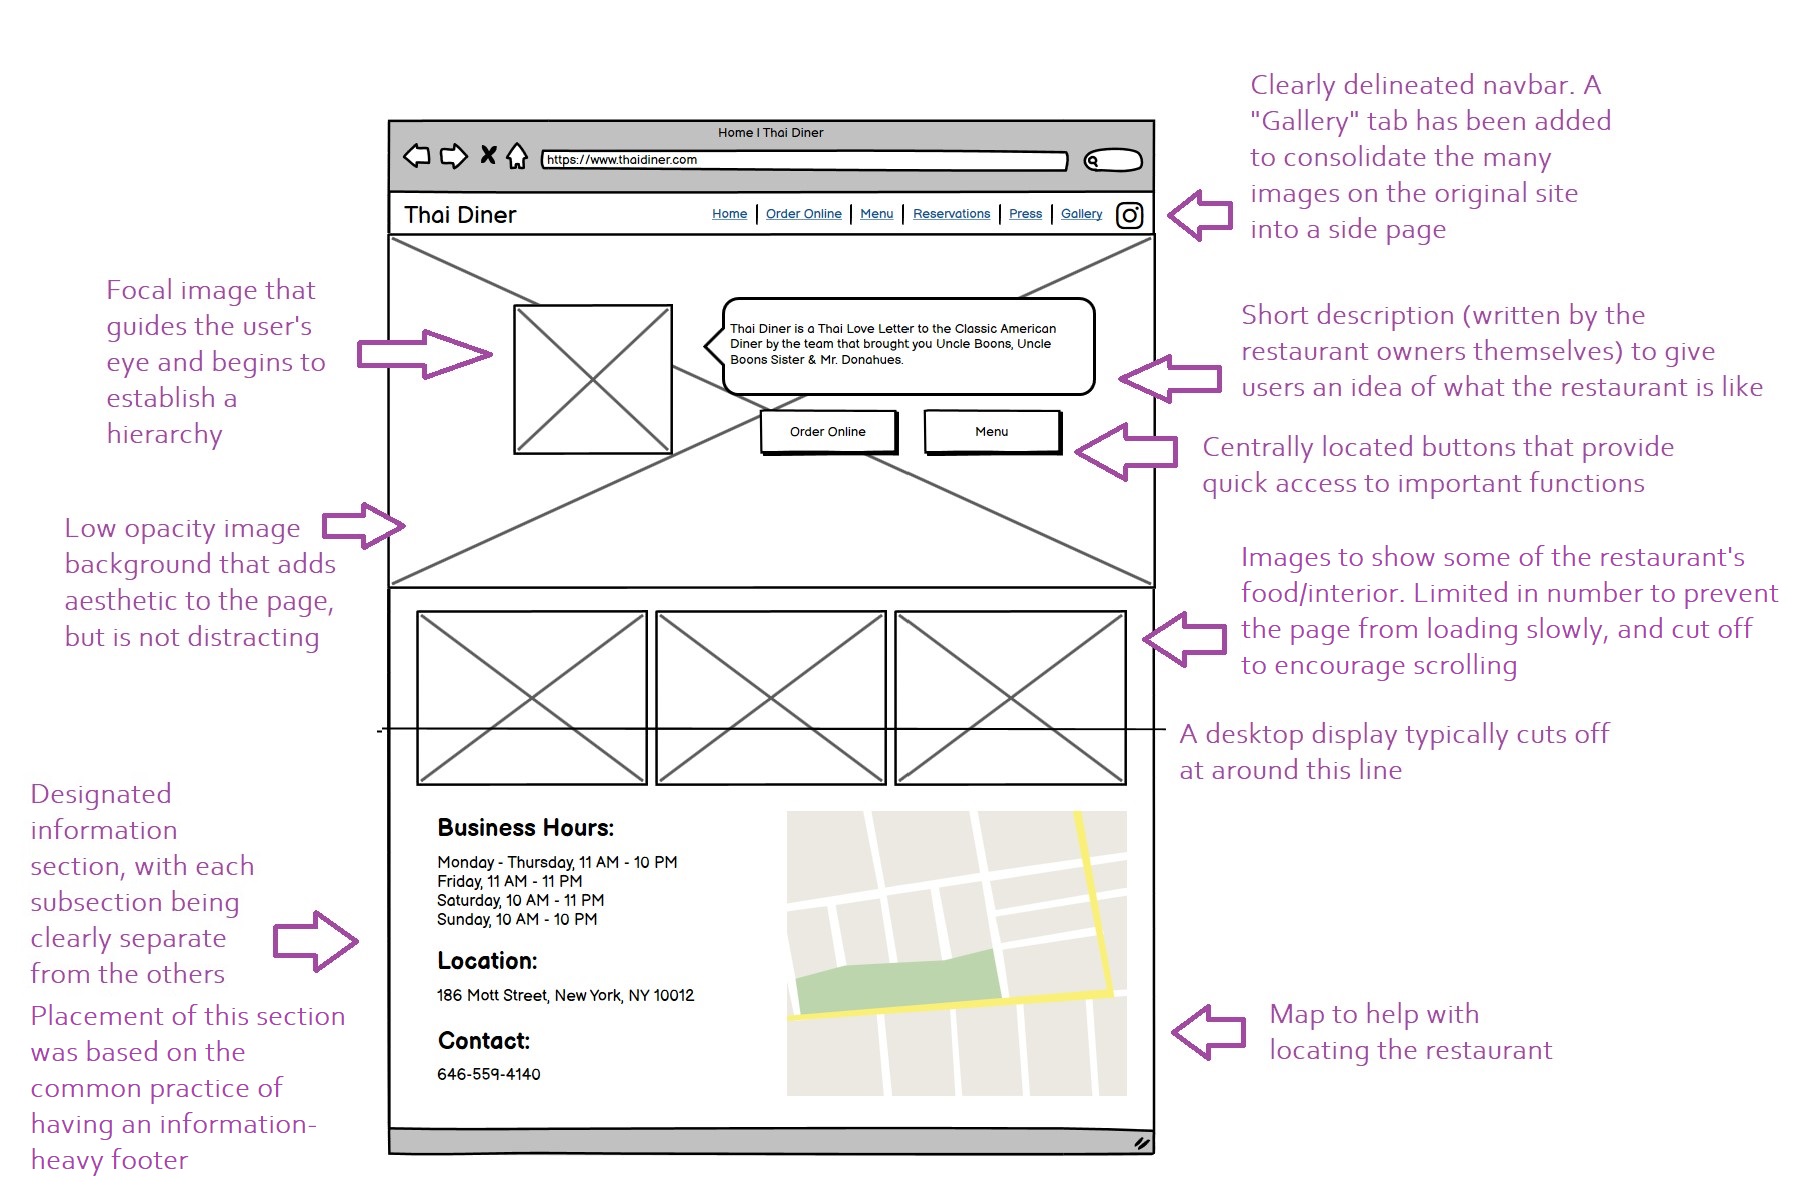 Clearly delineated navbar. A
"Gallery" tab has been added
to consolidate the many
images on the original site
into a side page
Home | Thai Diner
https://www.thaidiner.com
Thai Diner
Home | Order Online | Menu | Reservations | Press | Gallery
Focal image that
guides the user's
eye and begins to
establish a
hierarchy
Thai Diner is a Thai Love Letter to the Classic American
Diner by the team that brought you Uncle Boons, Uncle
Boons Sister & Mr. Donahues.
Short description (written by the
restaurant owners themselves) to give
users an idea of what the restaurant is like
Order Online
Menu
Centrally located buttons that provide
quick access to important functions
Low opacity image
background that adds
aesthetic to the page,
but is not distracting
Images to show some of the restaurant's
food/interior. Limited in number to prevent
the page from loading slowly, and cut off
to encourage scrolling
A desktop display typically cuts off
at around this line
Designated
information
section, with each
subsection being
clearly separate
from the others
Placement of this section
was based on the
common practice of
having an information-
heavy footer
Business Hours:
Monday - Thursday, 11 AM - 10 PM
Friday, 11 AM - 11 PM
Saturday, 10 AM - 11 PM
Sunday, 10 AM - 10 PM
Location:
186 Mott Street, New York, NY 10012
Contact:
646-559-4140
Map to help with
locating the restaurant